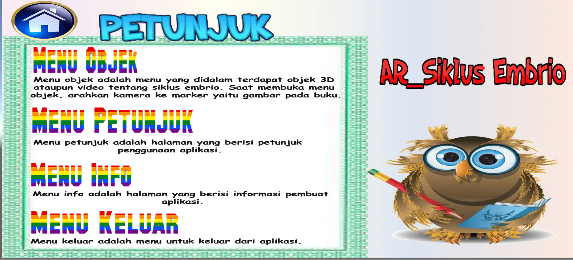 PETUNJUK
MENU OBJEK
Menu objek adalah menu yang didalam terdapat objek 3D
ataupun video tentang siklus embrio. Saat membuka menu
objek, arahkan kamera ke marker yaitu gambar pada buku.
MENU PETUNJUK
Menu petunjuk adalah halaman yang berisi petunjuk
penggunaan aplikasi.
MENU INFO
Menu info adalah halaman yang berisi informasi pembuat
aplikasi.
MENU KELUAR
Menu keluar adalah menu untuk keluar dari aplikasi.
AR_Siklus Embrio